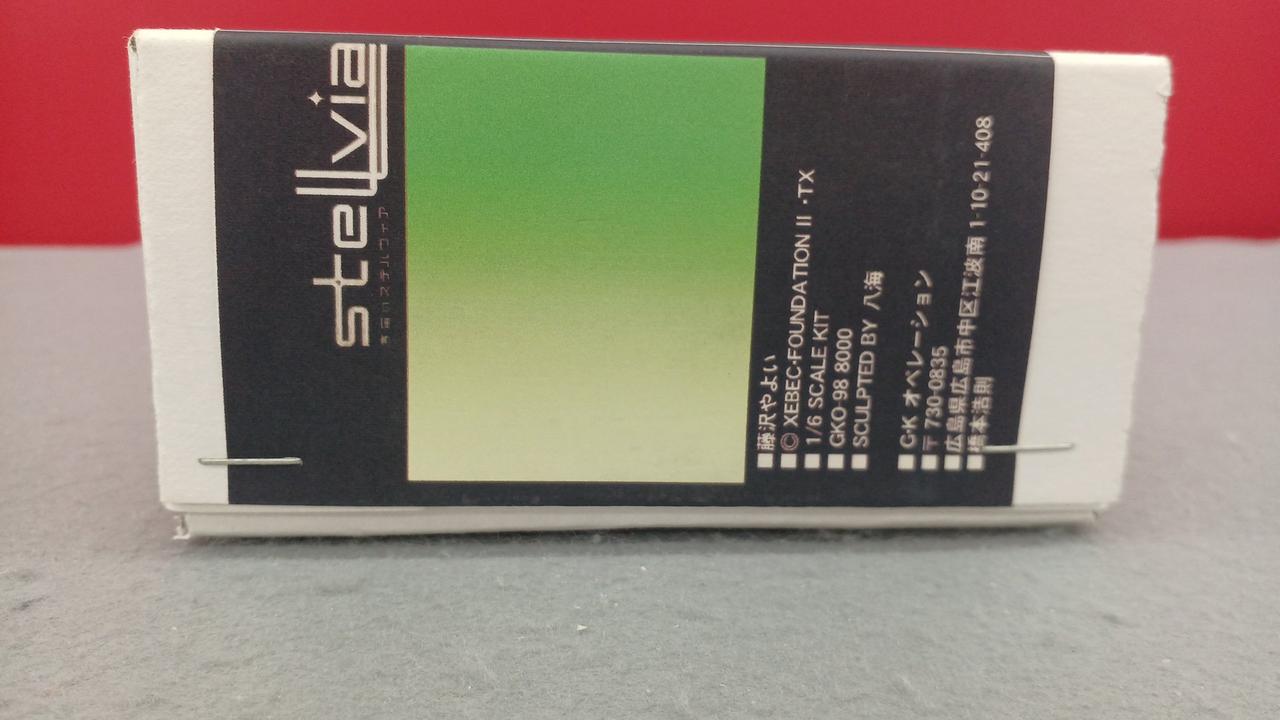 stellvia
宇宙のステルヴィア
■藤沢やよい
■© XEBEC・FOUNDATION II ・TX
■1/6 SCALE KIT
■GKO-98 8000
■SCULPTED BY 八海
■G・K オペレーション
■〒730-0835
■広島県広島市中区江波南 1-10-21-408
■橋本浩則